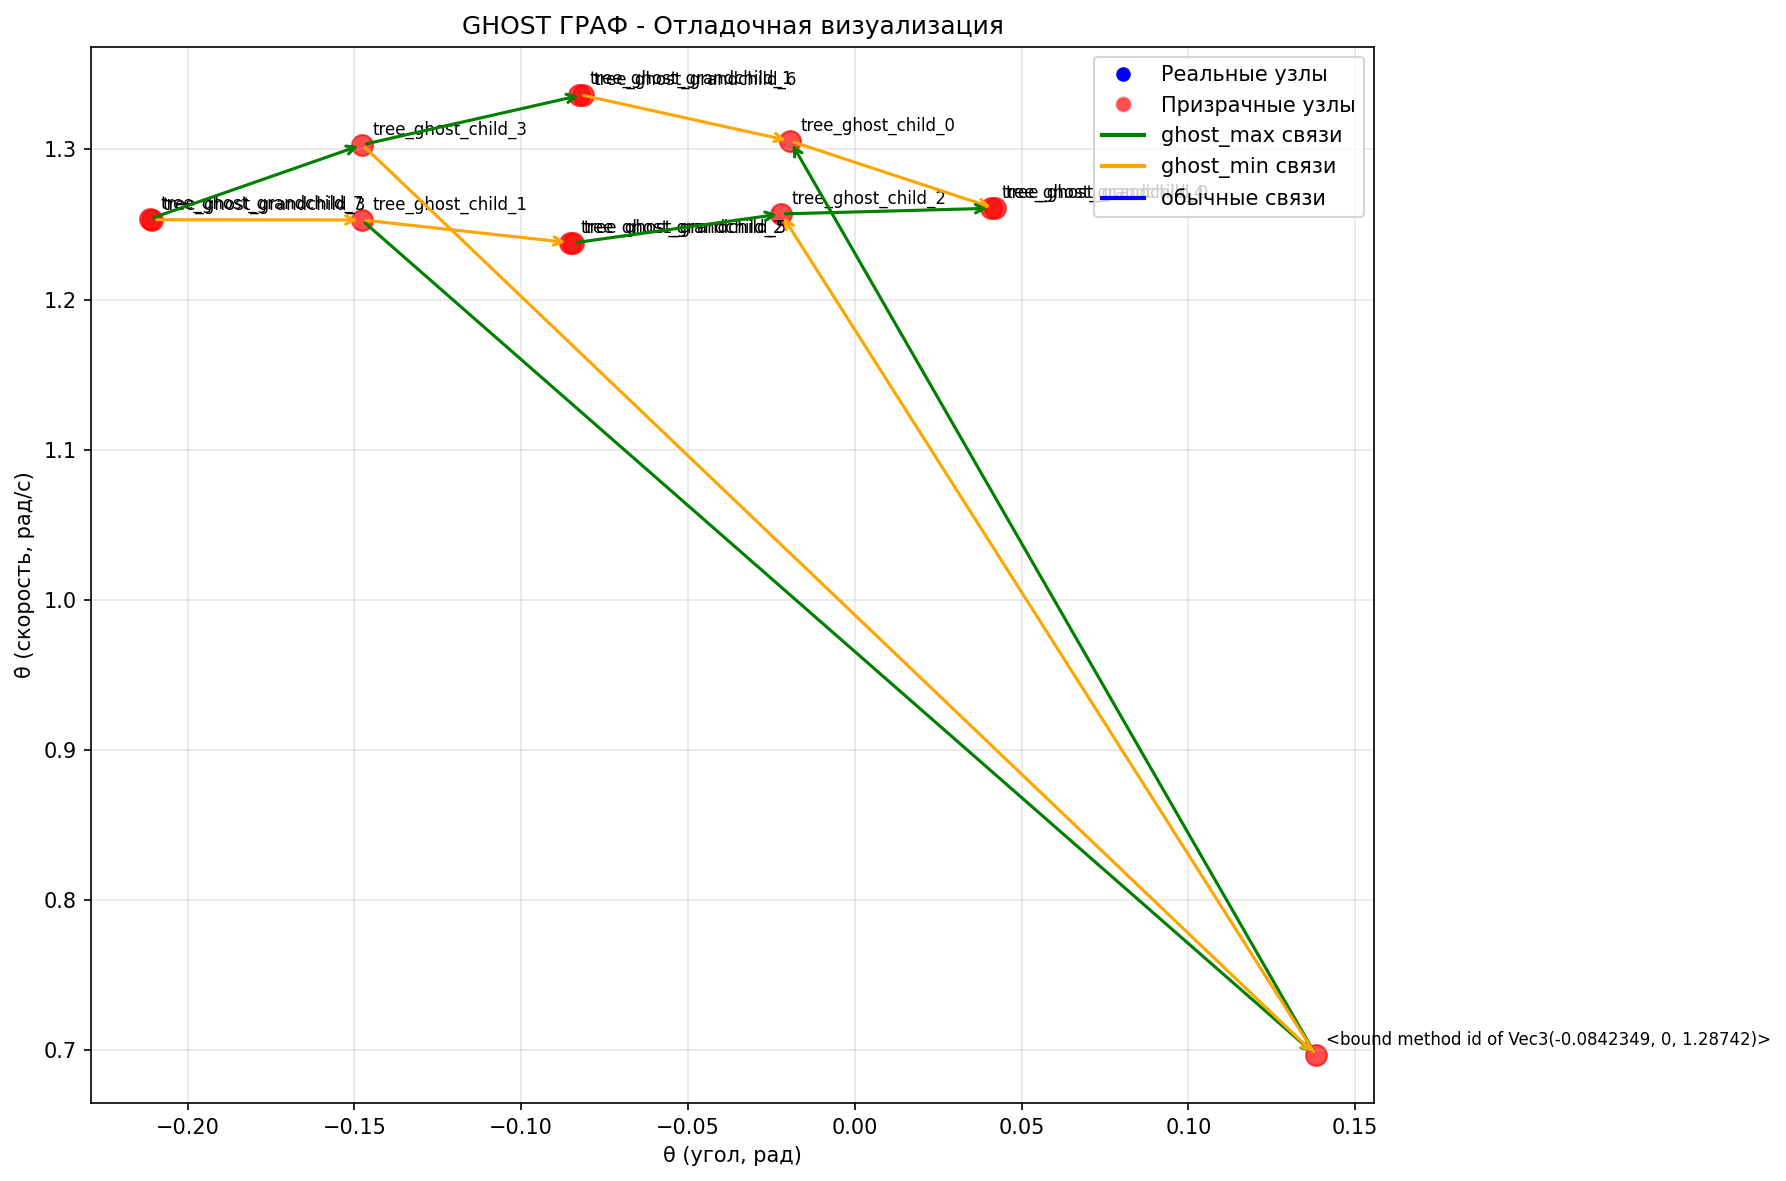 GHOST ГРАФ - Отладочная визуализация
Реальные узлы
Призрачные узлы
ghost_max связи
ghost_min связи
обычные связи
tree_ghost_child_3
tree_ghost_child_0
tree_ghost_child_1
tree_ghost_child_2
<bound method id of Vec3(-0.0842349, 0, 1.28742)>
1.3
1.2
1.1
1.0
0.9
0.8
0.7
θ̇ (скорость, рад/с)
−0.20 −0.15 −0.10 −0.05 0.00 0.05 0.10 0.15
θ (угол, рад)